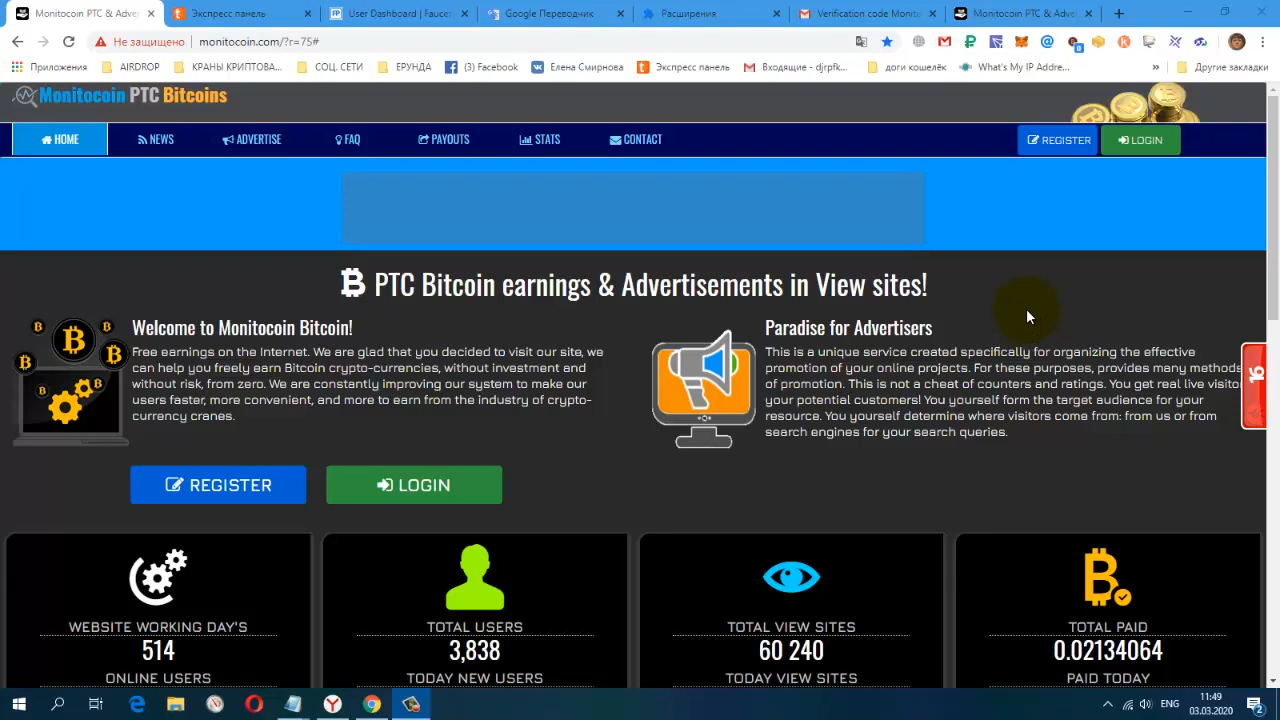 Monitocoin PTC & Adver
Экспресс панель
User Dashboard | Faucet
Google Переводчик
Расширения
Verification code Monito
Monitocoin PTC & Adver
Не защищено
monitocoin.com/?r=75#
Приложения
AIRDROP
КРАНЫ КРИПТОВА...
СОЦ. СЕТИ
ЕРУНДА
(3) Facebook
Елена Смирнова
Экспресс панель
Входящие - djrpfk...
доги кошелёк
What's My IP Addre...
»
Другие закладки
Monitocoin PTC Bitcoins
HOME
NEWS
ADVERTISE
FAQ
PAYOUTS
STATS
CONTACT
REGISTER
LOGIN
PTC Bitcoin earnings & Advertisements in View sites!
Welcome to Monitocoin Bitcoin!
Free earnings on the Internet. We are glad that you decided to visit our site, we
can help you freely earn Bitcoin crypto-currencies, without investment and
without risk, from zero. We are constantly improving our system to make our
users faster, more convenient, and more to earn from the industry of crypto-
currency cranes.
Paradise for Advertisers
This is a unique service created specifically for organizing the effective
promotion of your online projects. For these purposes, provides many methods
of promotion. This is not a cheat of counters and ratings. You get real live visito
your potential customers! You yourself form the target audience for your
resource. You yourself determine where visitors come from: from us or from
search engines for your search queries.
16
REGISTER
LOGIN
WEBSITE WORKING DAY'S
514
ONLINE USERS
TOTAL USERS
3,838
TODAY NEW USERS
TOTAL VIEW SITES
60 240
TODAY VIEW SITES
TOTAL PAID
0.02134064
PAID TODAY
ENG
11:49
03.03.2020
2